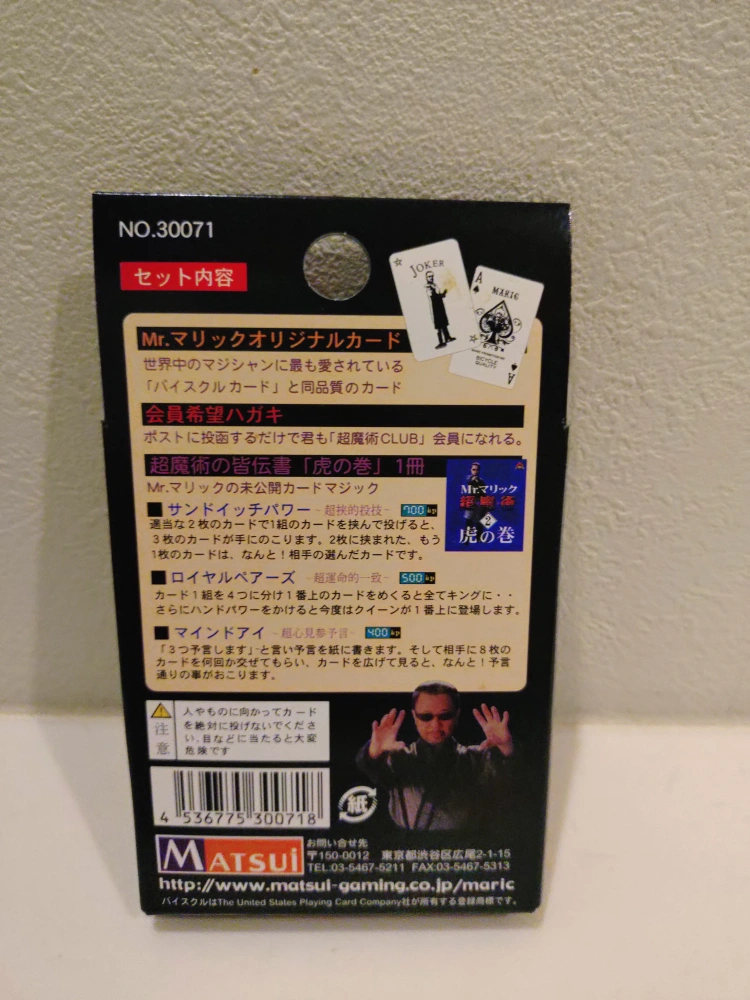 NO.30071
セット内容
JOKER
A
MARIC
BICYCLE
QUALITY
A
Mr.マリックオリジナルカード
世界中のマジシャンに最も愛されている
「バイスクルカード」と同品質のカード
会員希望ハガキ
ポストに投函するだけで君も「超魔術CLUB」会員になれる。
超魔術の皆伝書「虎の巻」1冊
Mr.マリックの未公開カードマジック
Mr.マリック
超魔術
2
虎の巻
■ サンドイッチパワー -超挟的投技- 700 hp
適当な2枚のカードで1組のカードを挟んで投げると、
3枚のカードが手にのこります。2枚に挟まれた、もう
1枚のカードは、なんと!相手の選んだカードです。
■ ロイヤルペアーズ -超運命的一致- 500 hp
カード1組を4つに分け1番上のカードをめくると全てキングに・・
さらにハンドパワーをかけると今度はクイーンが1番上に登場します。
■ マインドアイ -超心見参予言- 400 hp
「3つ予言します」と言い予言を紙に書きます。そして相手に8枚の
カードを何回か交ぜてもらい、カードを広げて見ると、なんと!予言
通りの事がおこります。
注意
人やものに向かってカード
を絶対に投げないでくださ
い、目などに当たると大変
危険です
4 536775 300718
紙
MATSUI
お問い合せ先
〒150-0012 東京都渋谷区広尾2-1-15
TEL:03-5467-5211 FAX:03-5467-5313
http://www.matsui-gaming.co.jp/maric
バイスクルはThe United States Playing Card Company社が所有する登録商標です。